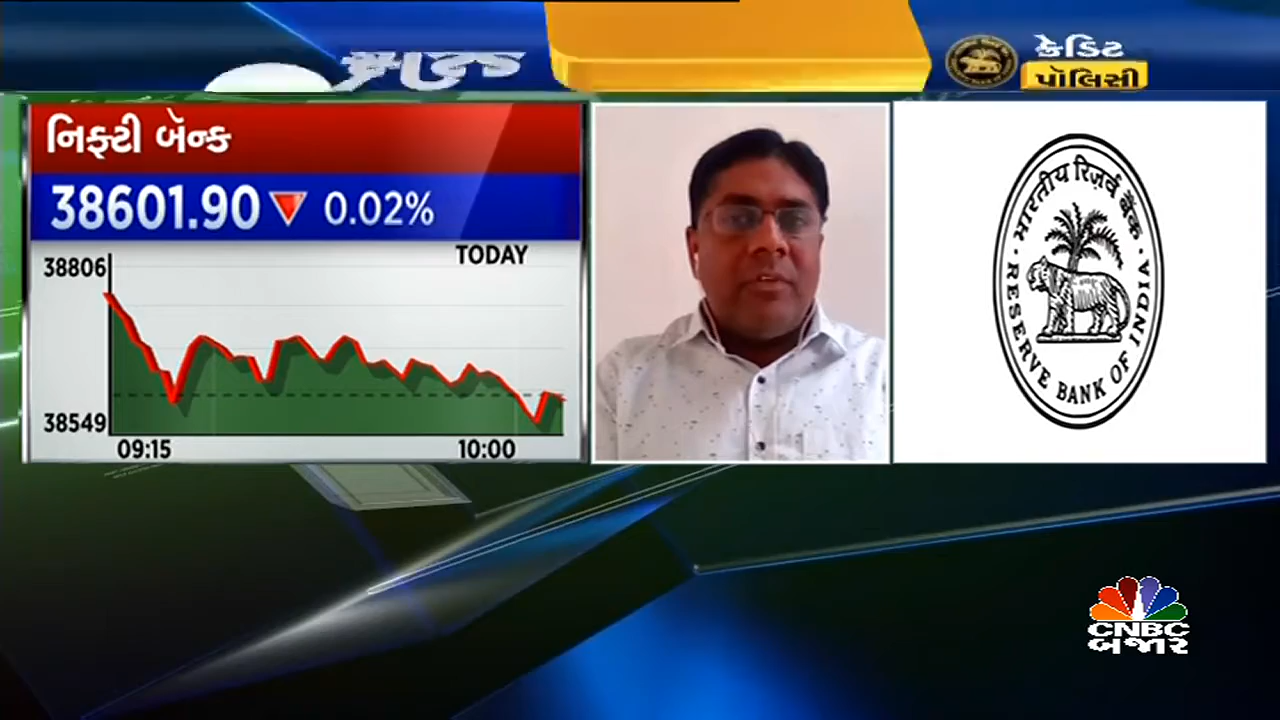 ક્રેડિટ
પૉલિસી
નિફ્ટી બૅન્ક
38601.90 0.02%
TODAY
38806
38549
09:15 10:00
भारतीय रिज़र्व बैंक
RESERVE BANK OF INDIA
CNBC
બજાર